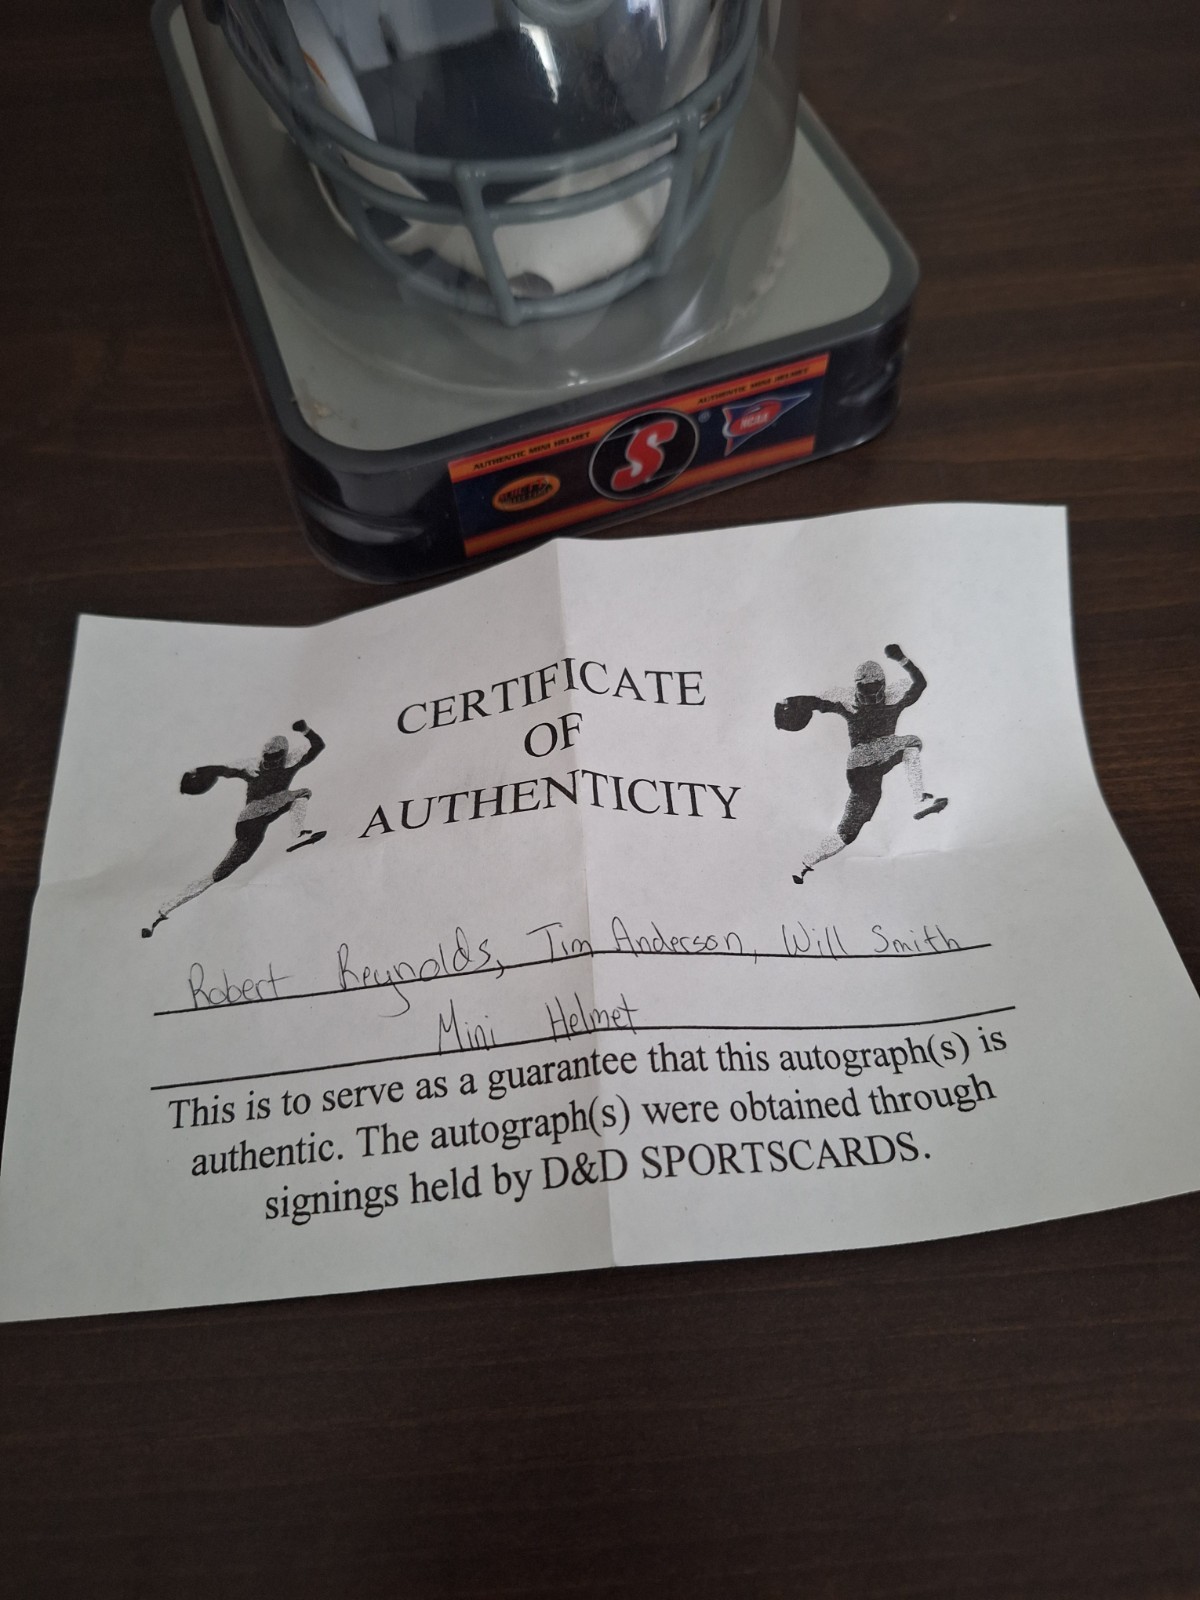 AUTHENTIC MINI HELMET
AUTHENTIC MINI HELMET
S
®
NCAA
CERTIFICATE
OF
AUTHENTICITY
Robert Reynolds, Tim Anderson, Will Smith
Mini Helmet
This is to serve as a guarantee that this autograph(s) is
authentic. The autograph(s) were obtained through
signings held by D&D SPORTSCARDS.